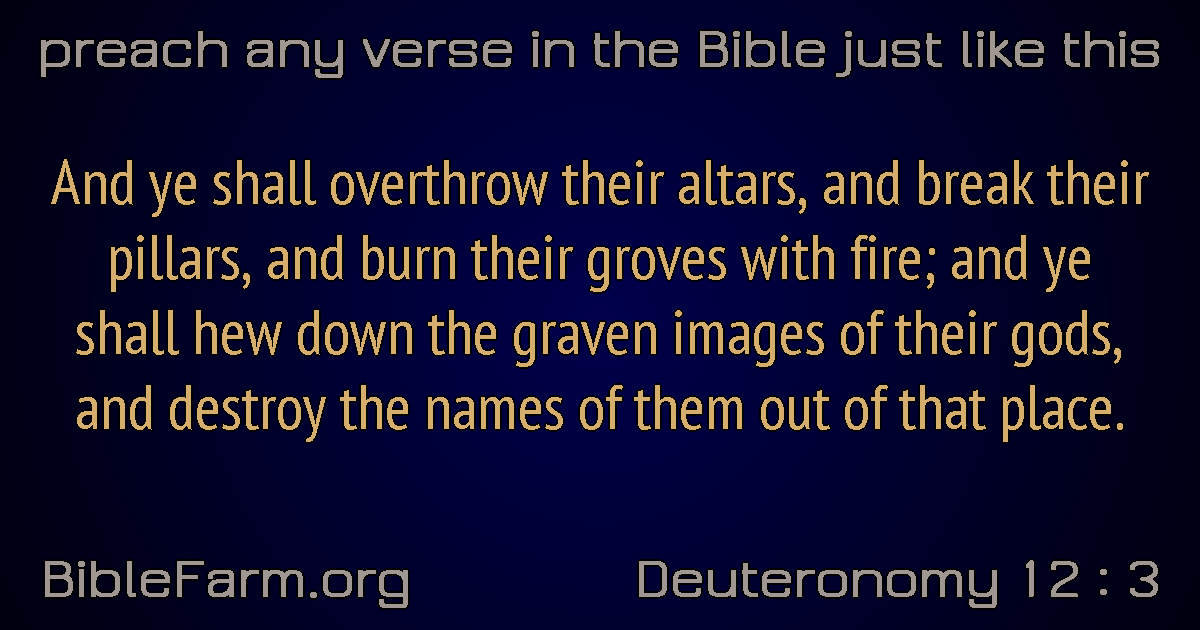 preach any verse in the Bible just like this
And ye shall overthrow their altars, and break their
pillars, and burn their groves with fire; and ye
shall hew down the graven images of their gods,
and destroy the names of them out of that place.
BibleFarm.org
Deuteronomy 12 : 3